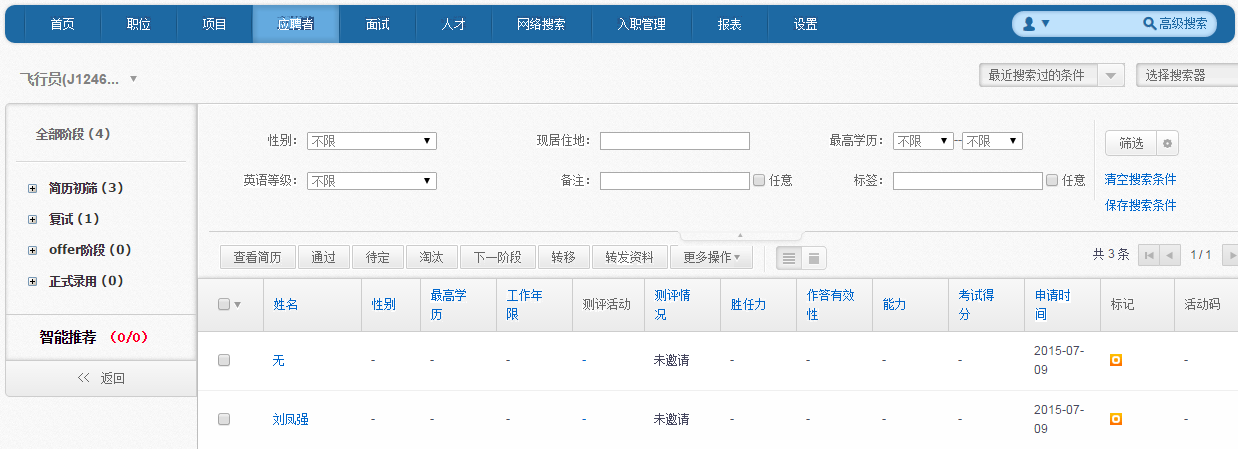 首页 职位 项目 应聘者 面试 人才 网络搜索 入职管理 报表 设置 高级搜索
飞行员(J1246... 最近搜索过的条件 选择搜索器
全部阶段 (4)
简历初筛 (3)
复试 (1)
offer阶段 (0)
正式录用 (0)
智能推荐 (0/0)
返回
性别: 不限 现居住地: 最高学历: 不限 -- 不限 筛选
英语等级: 不限 备注: 任意 标签: 任意 清空搜索条件
保存搜索条件
查看简历 通过 待定 淘汰 下一阶段 转移 转发资料 更多操作 共 3 条 1 / 1
姓名 性别 最高学历 工作年限 测评活动 测评情况 胜任力 作答有效性 能力 考试得分 申请时间 标记 活动码
无 - - - - 未邀请 - - - - 2015-07-09 -
刘凤强 - - - - 未邀请 - - - - 2015-07-09 -